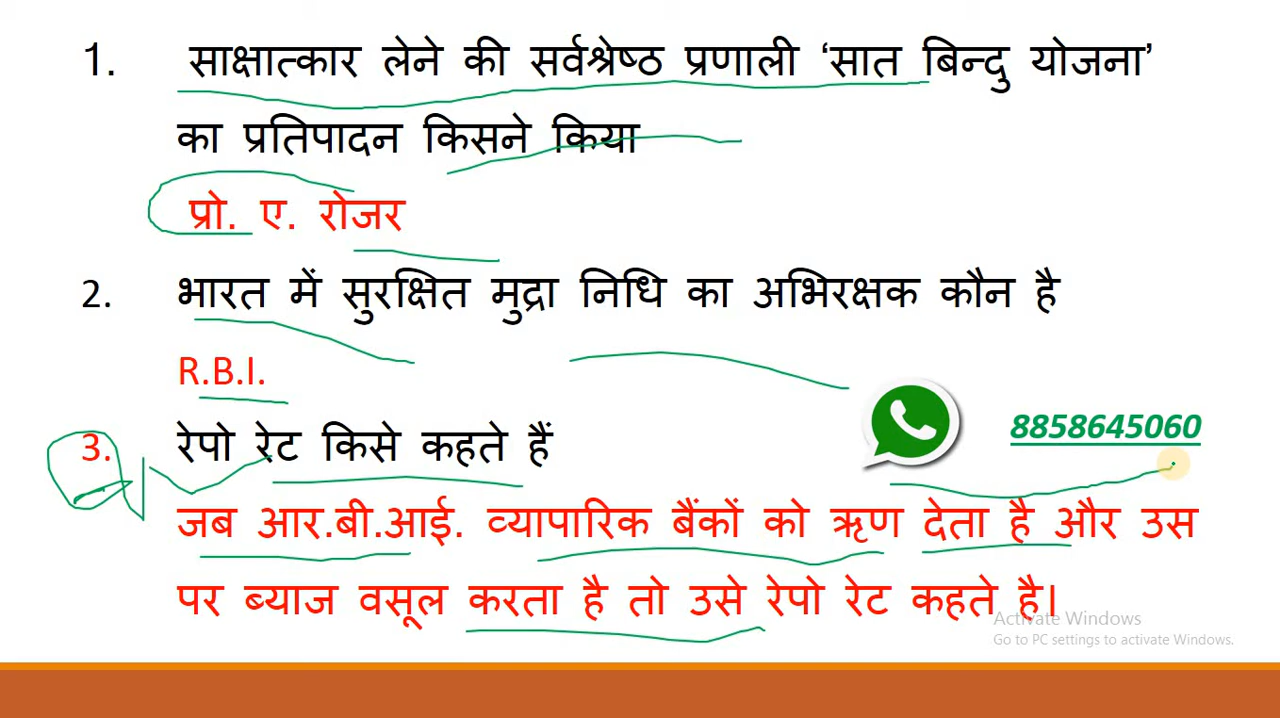 1. साक्षात्कार लेने की सर्वश्रेष्ठ प्रणाली ‘सात बिन्दु योजना’
का प्रतिपादन किसने किया
प्रो. ए. रोजर
2. भारत में सुरक्षित मुद्रा निधि का अभिरक्षक कौन है
R.B.I.
3. रेपो रेट किसे कहते हैं
8858645060
जब आर.बी.आई. व्यापारिक बैंकों को ऋण देता है और उस
पर ब्याज वसूल करता है तो उसे रेपो रेट कहते है।
Activate Windows
Go to PC settings to activate Windows.